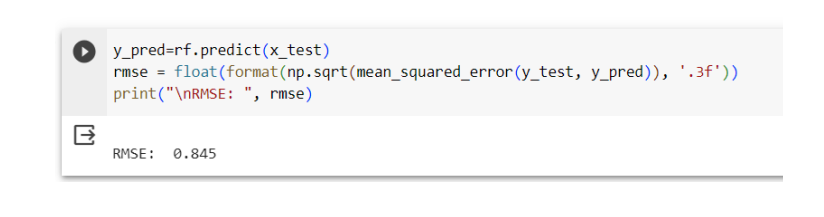 y_pred=rf.predict(x_test)
rmse = float(format(np.sqrt(mean_squared_error(y_test, y_pred)), '.3f'))
print("\nRMSE: ", rmse)
RMSE:  0.845